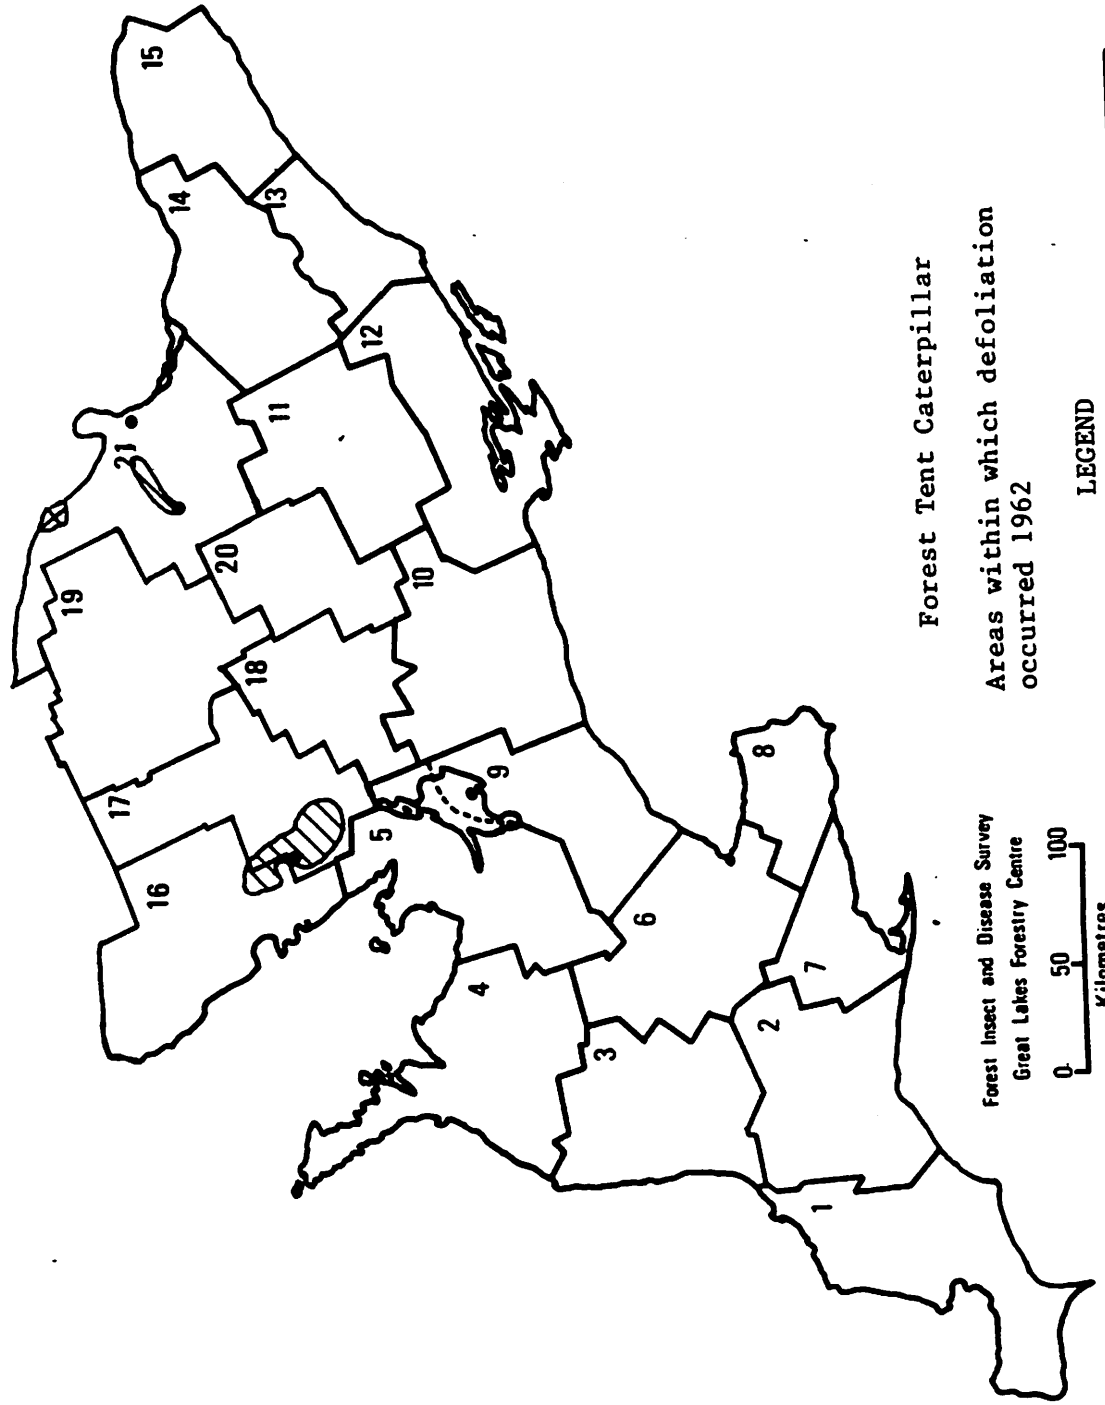 15
14
13
21
12
11
19
20
10
18
17
9
16
5
8
6
4
7
3
2
1
Forest Tent Caterpillar
Areas within which defoliation
occurred 1962
LEGEND
Forest Insect and Disease Survey
Great Lakes Forestry Centre
0 50 100
Kilometres